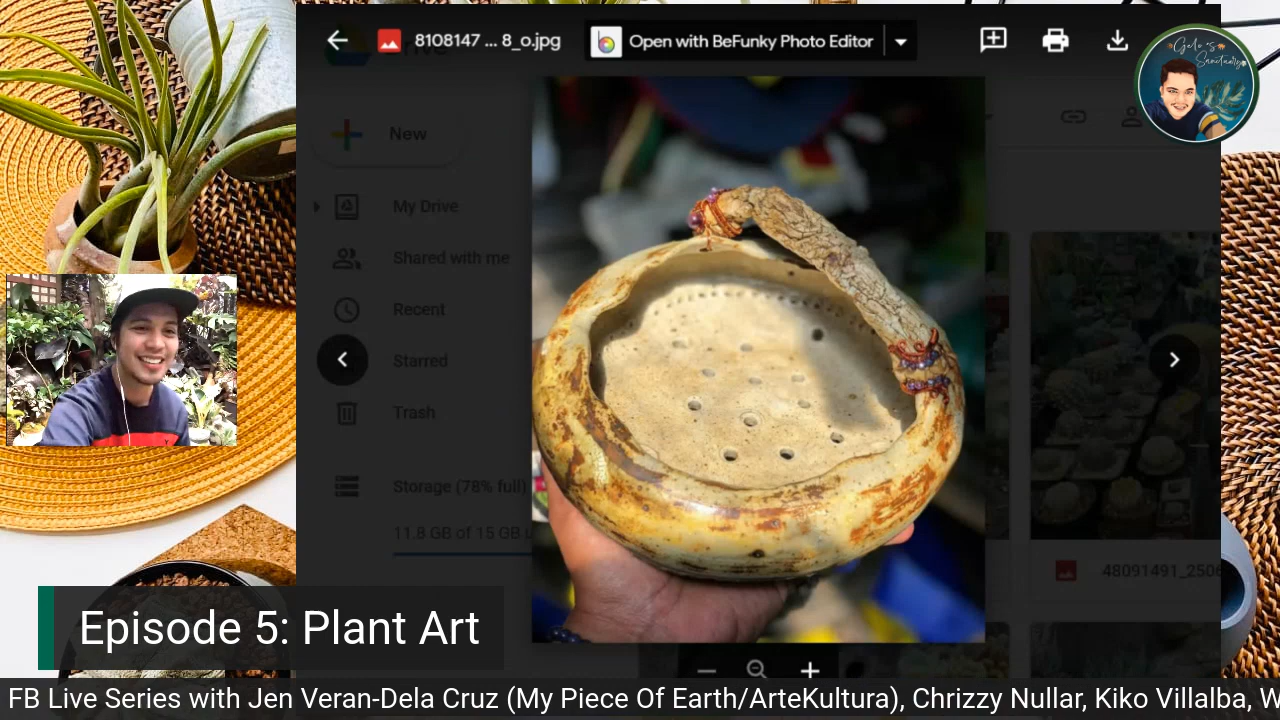 8108147 ... 8_o.jpg
Open with BeFunky Photo Editor
Gelo's
Sanctuary
New
My Drive
Shared with me
Recent
Starred
Trash
Storage (78% full)
11.8 GB of 15 GB u
48091491_2506
Episode 5: Plant Art
FB Live Series with Jen Veran-Dela Cruz (My Piece Of Earth/ArteKultura), Chrizzy Nullar, Kiko Villalba, W